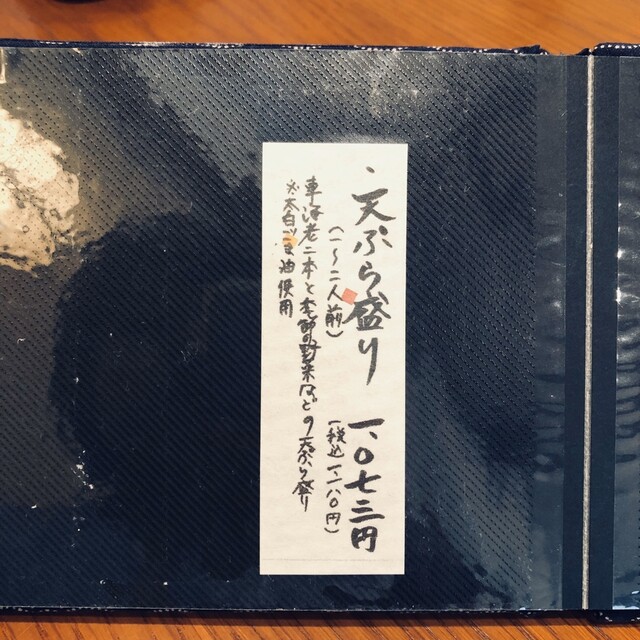 ・天ぷら盛り 一、〇七三円
(一〜二人前) (税込一、一八〇円)
車海老二本と季節の野菜などの天ぷら盛り
※太白ごま油使用